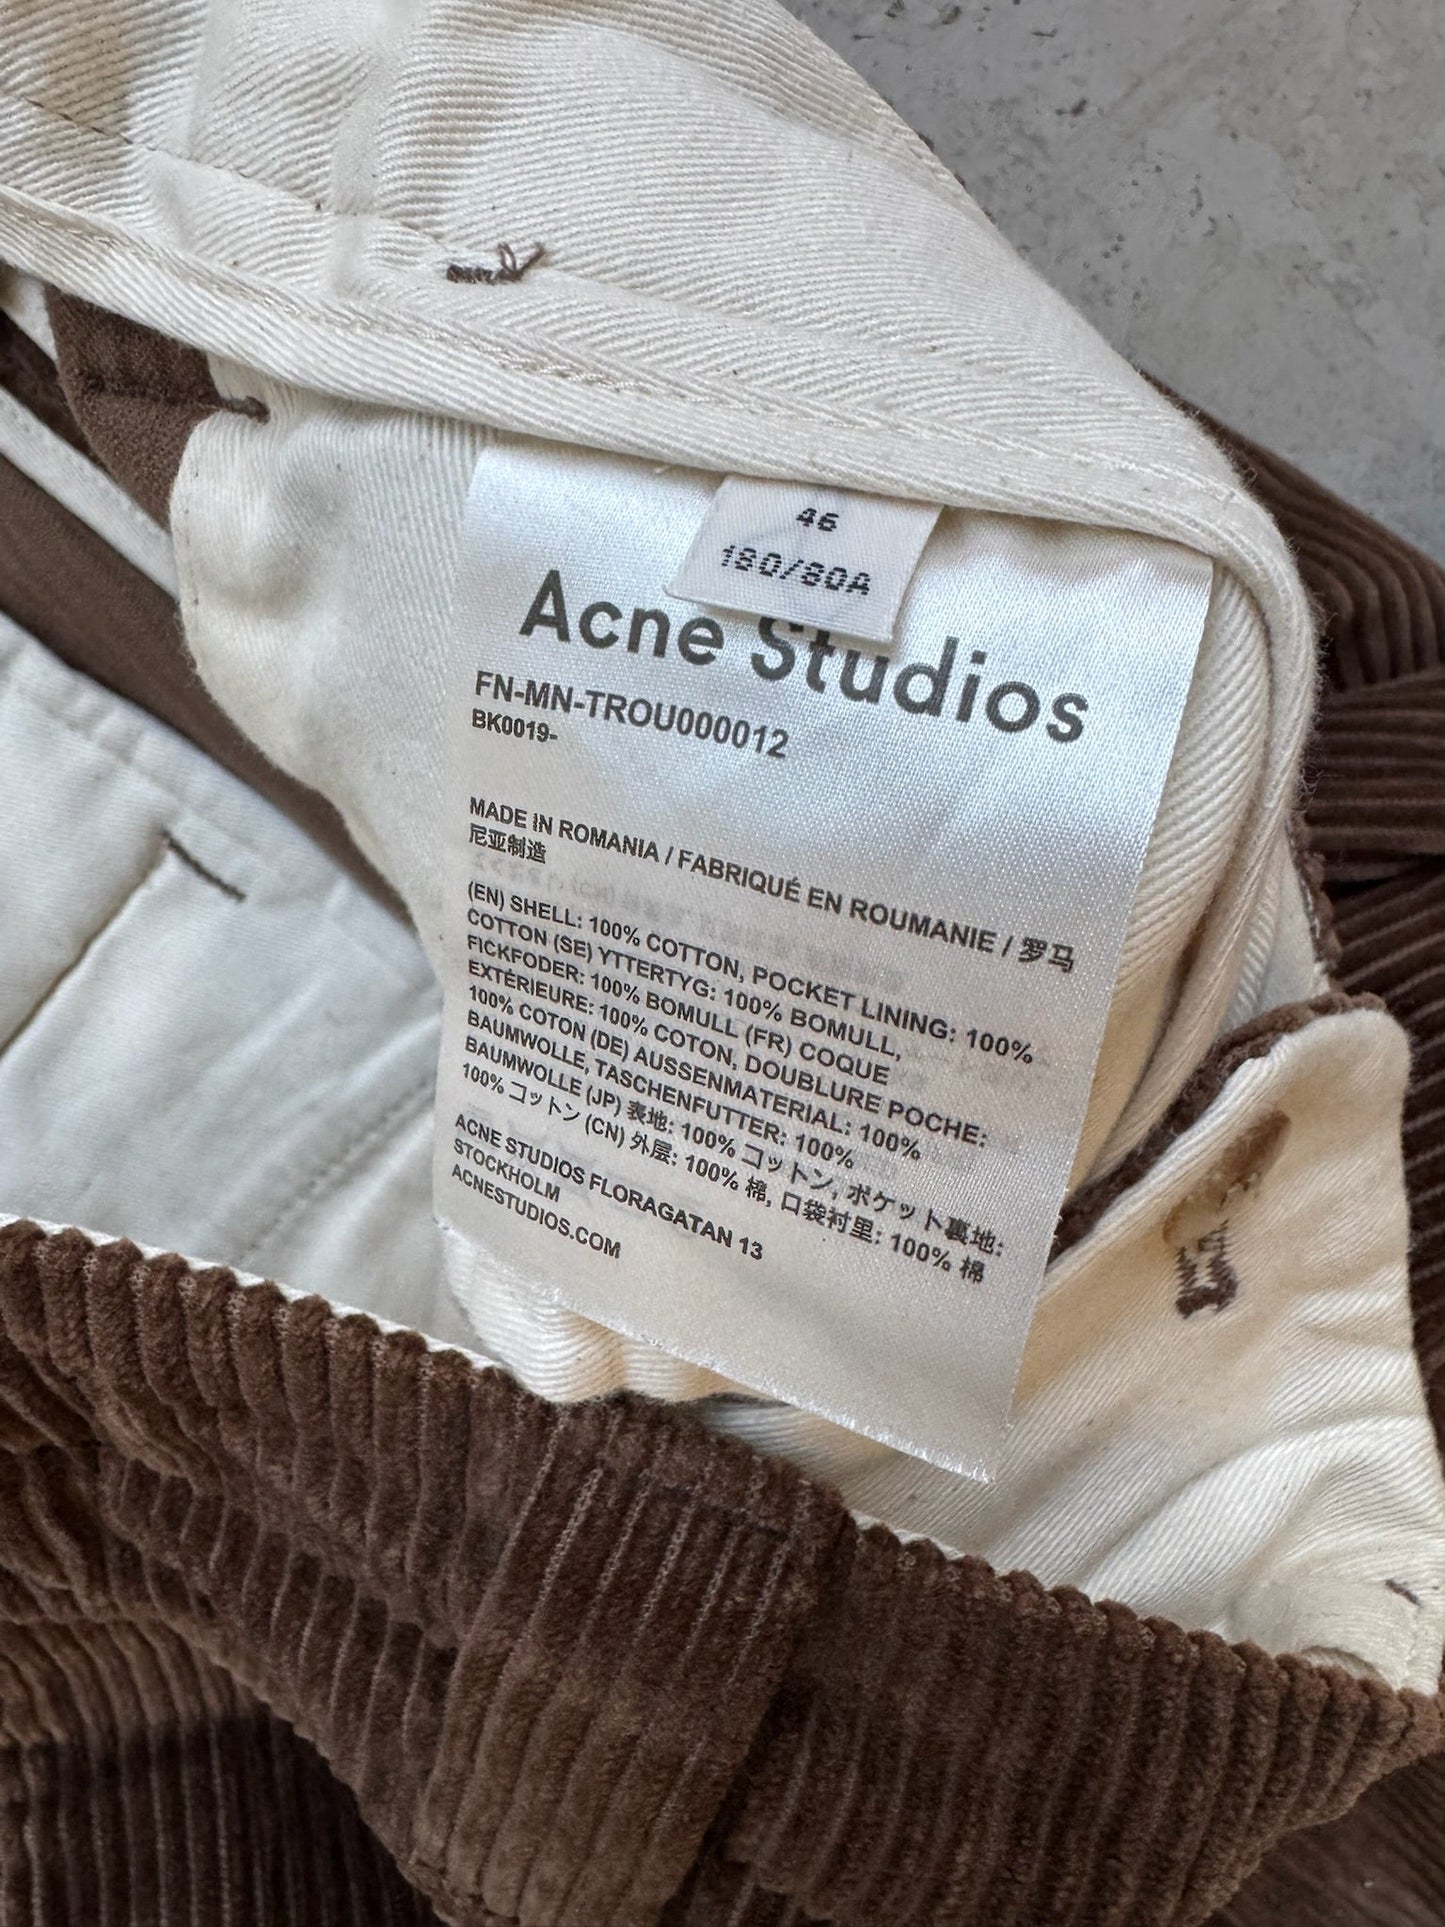 46
180/80A
Acne Studios
FN-MN-TROU000012
BK0019-
MADE IN ROMANIA / FABRIQUÉ EN ROUMANIE / 罗马
尼亚制造
(EN) SHELL: 100% COTTON, POCKET LINING: 100%
COTTON (SE) YTTERTYG: 100% BOMULL,
FICKFODER: 100% BOMULL (FR) COQUE
EXTÉRIEURE: 100% COTON, DOUBLURE POCHE:
100% COTON (DE) AUSSENMATERIAL: 100%
BAUMWOLLE, TASCHENFUTTER: 100%
BAUMWOLLE (JP) 表地: 100% コットン, ポケット裏地:
100% コットン (CN) 外层: 100% 棉, 口袋衬里: 100% 棉
ACNE STUDIOS FLORAGATAN 13
STOCKHOLM
ACNESTUDIOS.COM